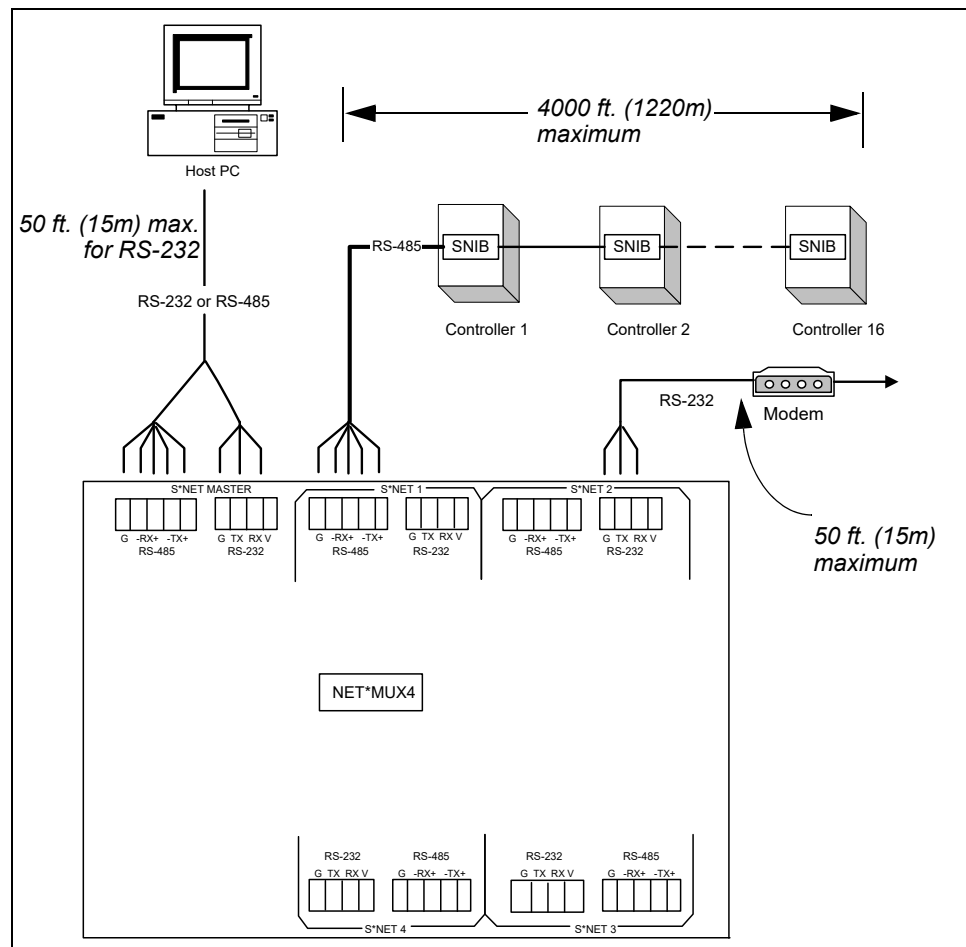 4000 ft. (1220m)
maximum
Host PC
50 ft. (15m) max.
for RS-232
RS-485
SNIB
SNIB
SNIB
RS-232 or RS-485
Controller 1
Controller 2
Controller 16
RS-232
Modem
50 ft. (15m)
maximum
S*NET MASTER
S*NET 1
S*NET 2
G -RX+ -TX+
RS-485
G TX RX V
RS-232
G -RX+ -TX+
RS-485
G TX RX V
RS-232
G -RX+ -TX+
RS-485
G TX RX V
RS-232
NET*MUX4
RS-232
G TX RX V
RS-485
G -RX+ -TX+
RS-232
G TX RX V
RS-485
G -RX+ -TX+
S*NET 4
S*NET 3